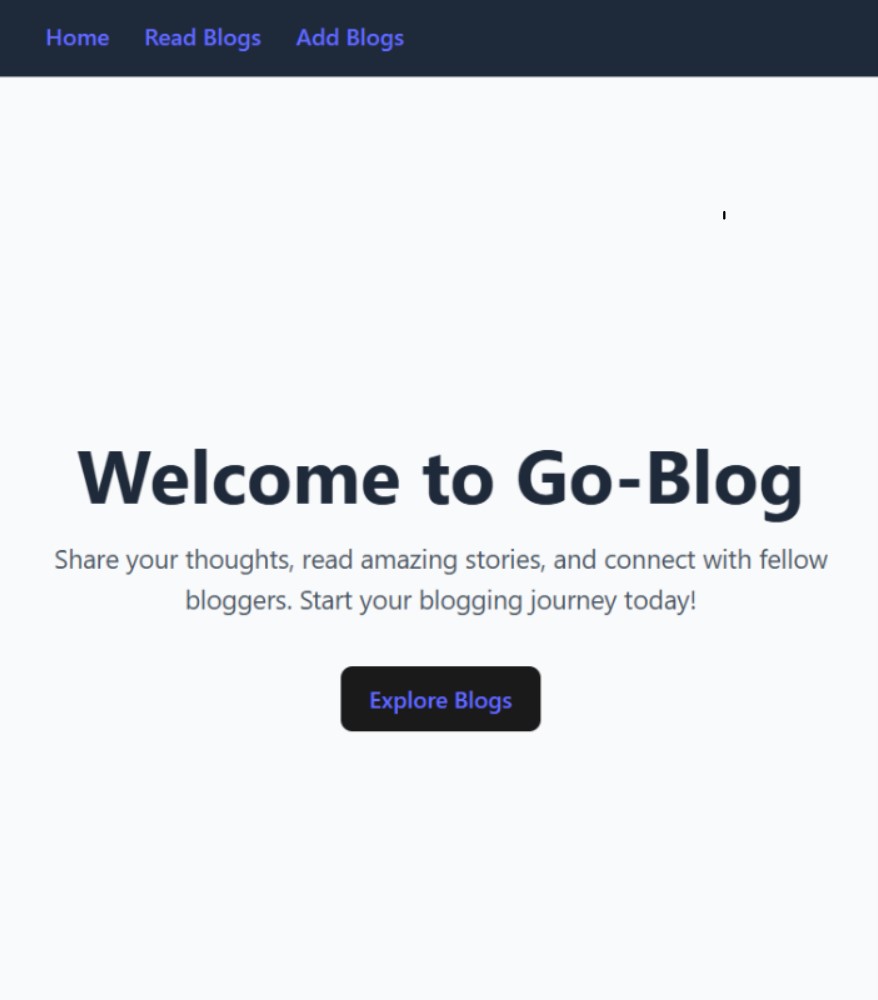 Home Read Blogs Add Blogs
Welcome to Go-Blog
Share your thoughts, read amazing stories, and connect with fellow
bloggers. Start your blogging journey today!
Explore Blogs